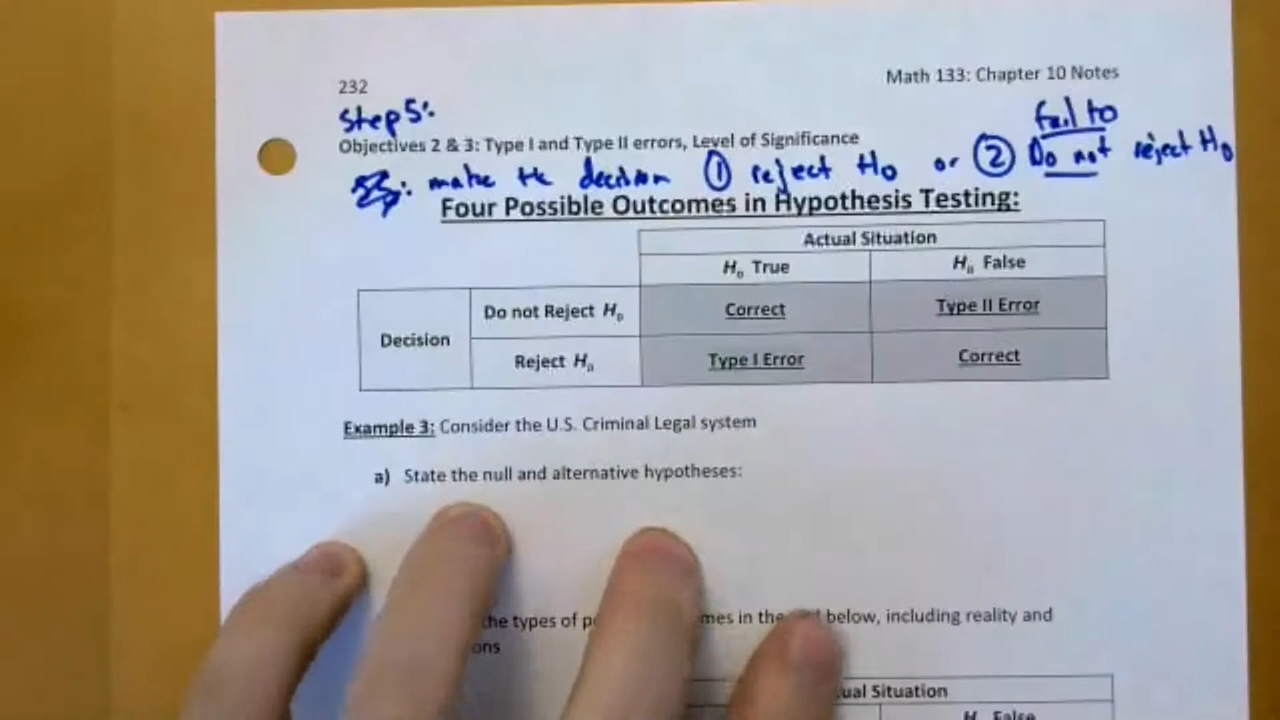 232
Math 133: Chapter 10 Notes
Step 5:
fail to
Objectives 2 & 3: Type I and Type II errors, Level of Significance
: make the decision ① reject H₀ or ② Do not reject H₀
Four Possible Outcomes in Hypothesis Testing:
Actual Situation
H₀ True
H₀ False
Decision
Do not Reject H₀
Correct
Type II Error
Reject H₀
Type I Error
Correct
Example 3: Consider the U.S. Criminal Legal system
a) State the null and alternative hypotheses:
the types of mes in the below, including reality and
ons
ual Situation
H False